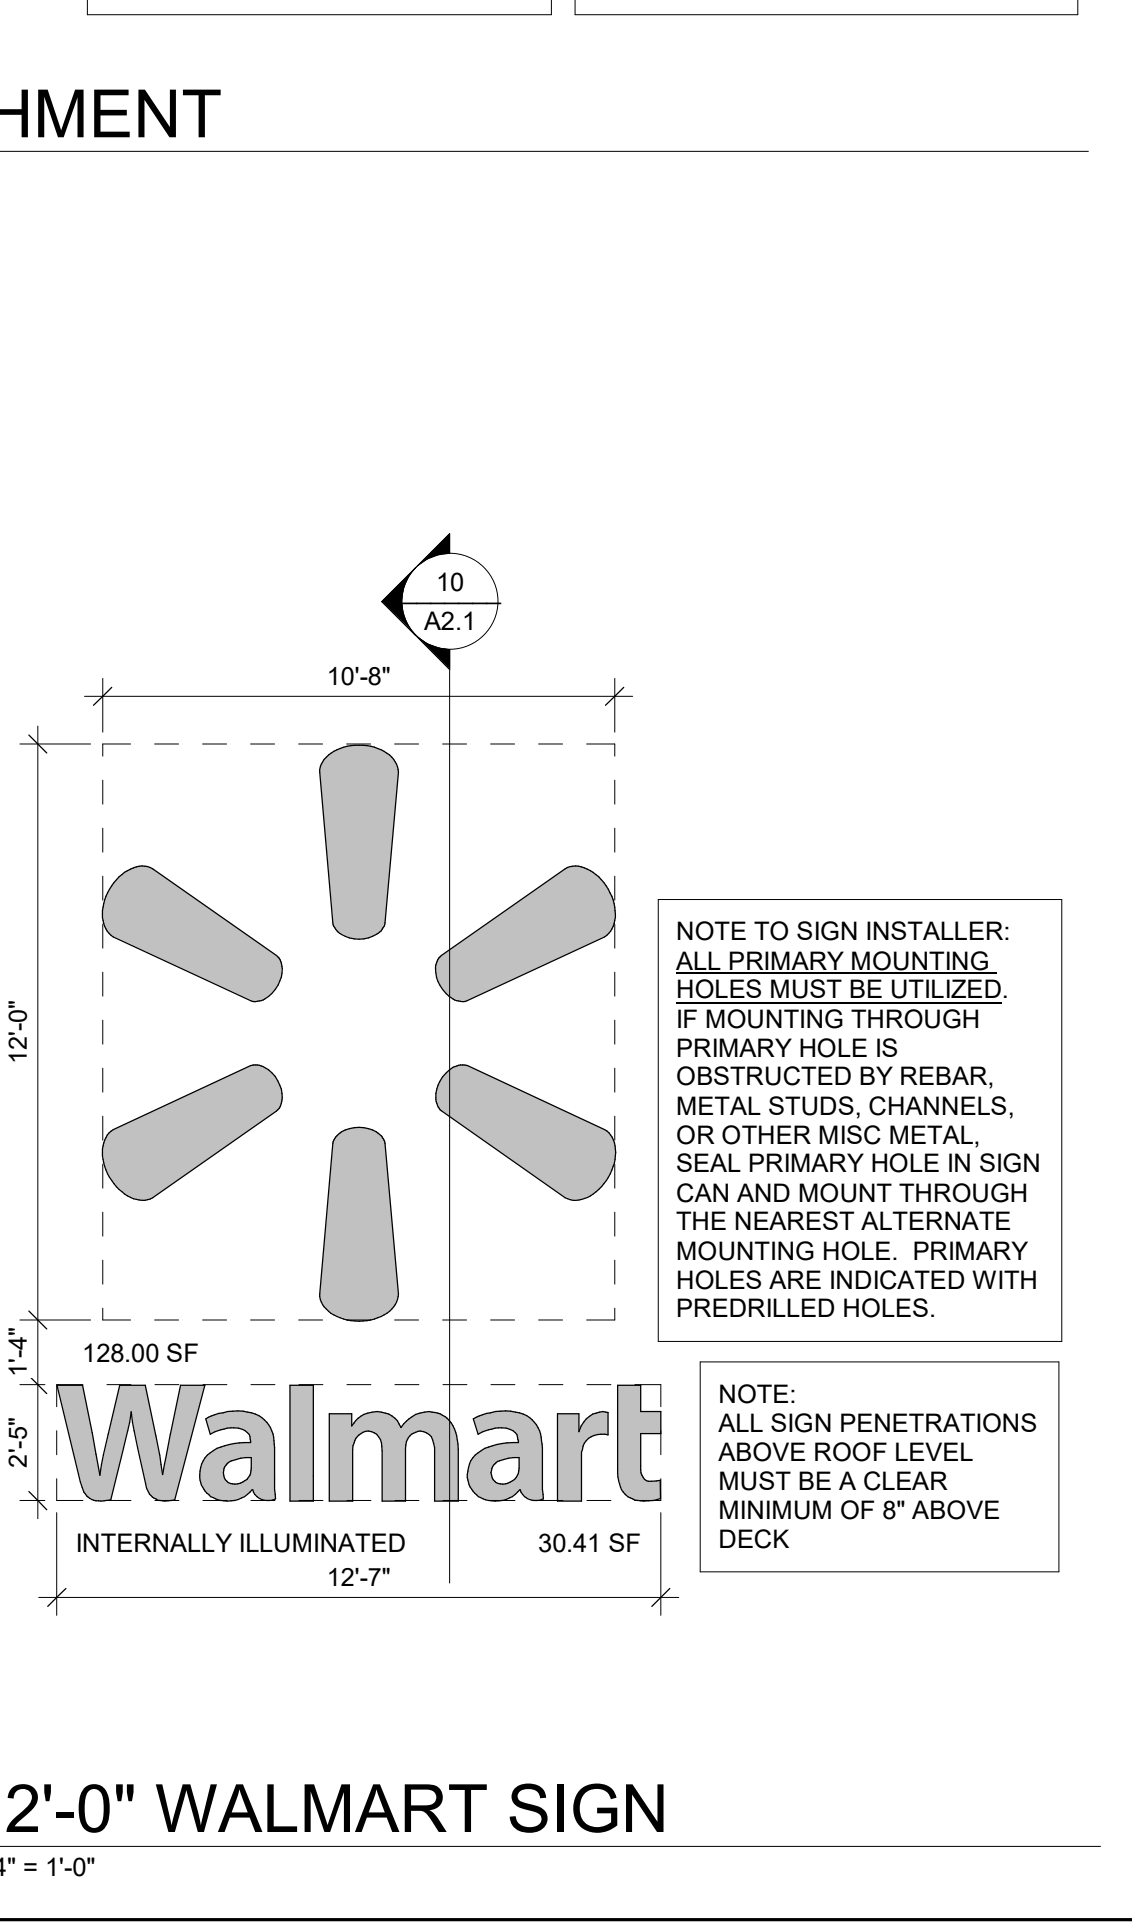 HMENT
10
A2.1
10'-8"
12'-0"
NOTE TO SIGN INSTALLER:
ALL PRIMARY MOUNTING
HOLES MUST BE UTILIZED.
IF MOUNTING THROUGH
PRIMARY HOLE IS
OBSTRUCTED BY REBAR,
METAL STUDS, CHANNELS,
OR OTHER MISC METAL,
SEAL PRIMARY HOLE IN SIGN
CAN AND MOUNT THROUGH
THE NEAREST ALTERNATE
MOUNTING HOLE.  PRIMARY
HOLES ARE INDICATED WITH
PREDRILLED HOLES.
1'-4"
128.00 SF
2'-5"
Walmart
INTERNALLY ILLUMINATED
30.41 SF
12'-7"
NOTE:
ALL SIGN PENETRATIONS
ABOVE ROOF LEVEL
MUST BE A CLEAR
MINIMUM OF 8" ABOVE
DECK
2'-0" WALMART SIGN
4" = 1'-0"